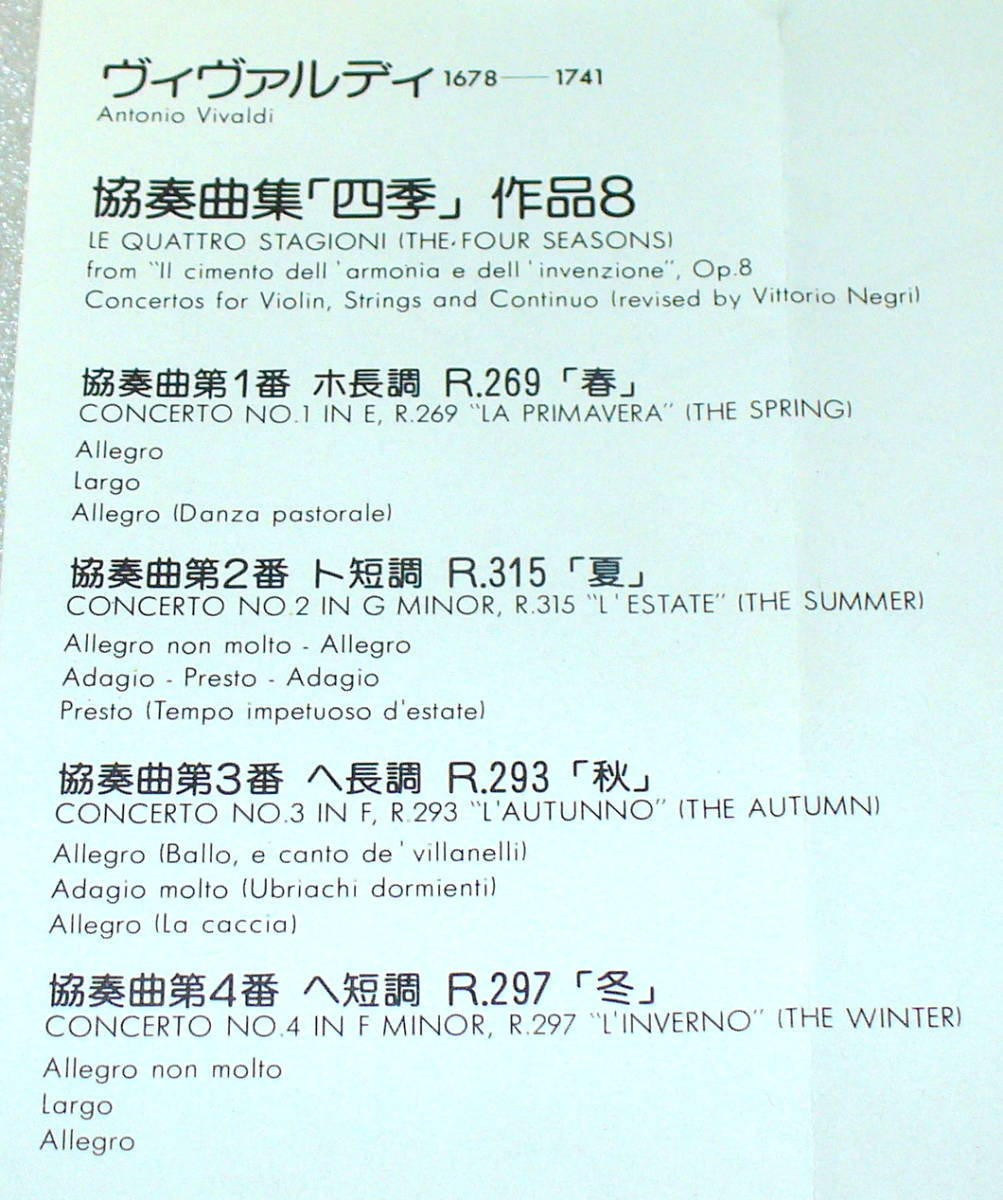 ヴィヴァルディ 1678—1741
Antonio Vivaldi
協奏曲集「四季」 作品8
LE QUATTRO STAGIONI (THE·FOUR SEASONS)
from "Il cimento dell'armonia e dell'invenzione", Op.8
Concertos for Violin, Strings and Continuo (revised by Vittorio Negri)
協奏曲第1番 ホ長調 R.269「春」
CONCERTO NO.1 IN E, R.269 "LA PRIMAVERA" (THE SPRING)
Allegro
Largo
Allegro (Danza pastorale)
協奏曲第2番 ト短調 R.315「夏」
CONCERTO NO.2 IN G MINOR, R.315 "L'ESTATE" (THE SUMMER)
Allegro non molto - Allegro
Adagio - Presto - Adagio
Presto (Tempo impetuoso d'estate)
協奏曲第3番 ヘ長調 R.293「秋」
CONCERTO NO.3 IN F, R.293 "L'AUTUNNO" (THE AUTUMN)
Allegro (Ballo, e canto de' villanelli)
Adagio molto (Ubriachi dormienti)
Allegro (La caccia)
協奏曲第4番 ヘ短調 R.297「冬」
CONCERTO NO.4 IN F MINOR, R.297 "L'INVERNO" (THE WINTER)
Allegro non molto
Largo
Allegro